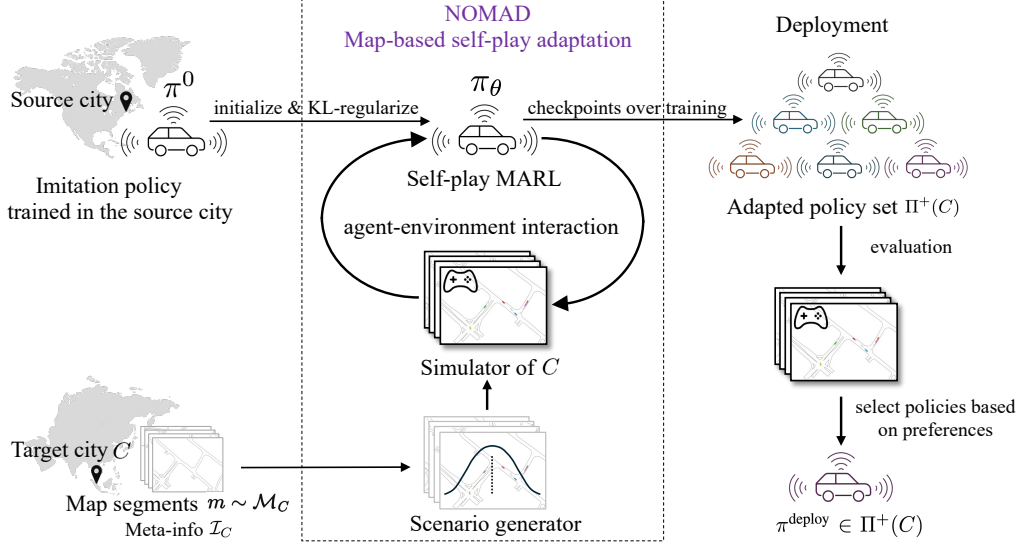 NOMAD
Map-based self-play adaptation
Source city
π⁰
Imitation policy
trained in the source city
initialize & KL-regularize
π_θ
Self-play MARL
agent-environment interaction
Simulator of C
Scenario generator
Target city C
Map segments m ∼ ℳ_C
Meta-info ℐ_C
checkpoints over training
Deployment
Adapted policy set Π⁺(C)
evaluation
select policies based
on preferences
π^deploy ∈ Π⁺(C)